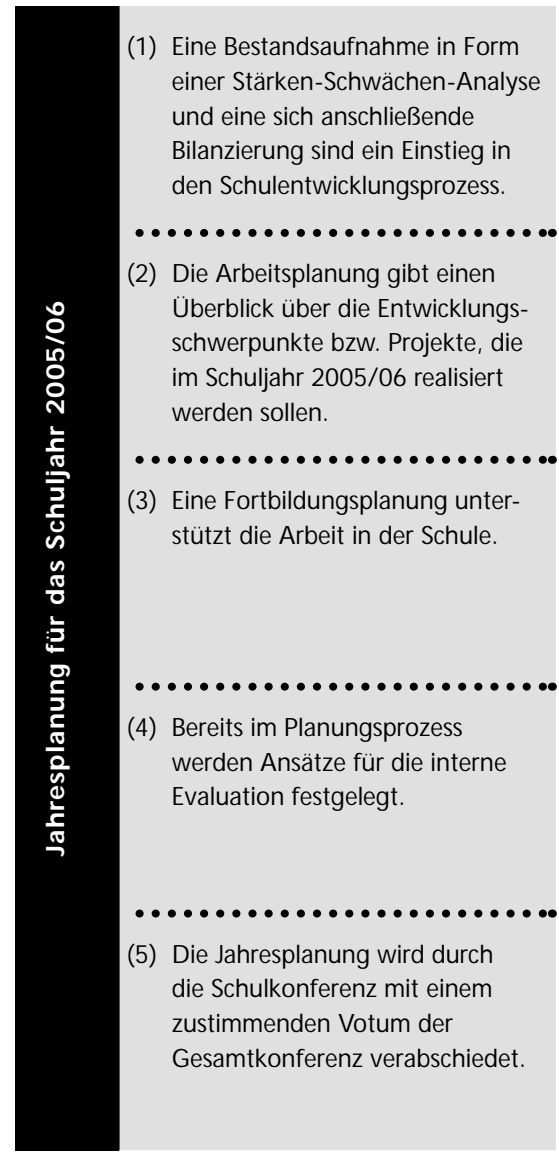 Jahresplanung für das Schuljahr 2005/06
(1) Eine Bestandsaufnahme in Form
einer Stärken-Schwächen-Analyse
und eine sich anschließende
Bilanzierung sind ein Einstieg in
den Schulentwicklungsprozess.
(2) Die Arbeitsplanung gibt einen
Überblick über die Entwicklungs-
schwerpunkte bzw. Projekte, die
im Schuljahr 2005/06 realisiert
werden sollen.
(3) Eine Fortbildungsplanung unter-
stützt die Arbeit in der Schule.
(4) Bereits im Planungsprozess
werden Ansätze für die interne
Evaluation festgelegt.
(5) Die Jahresplanung wird durch
die Schulkonferenz mit einem
zustimmenden Votum der
Gesamtkonferenz verabschiedet.